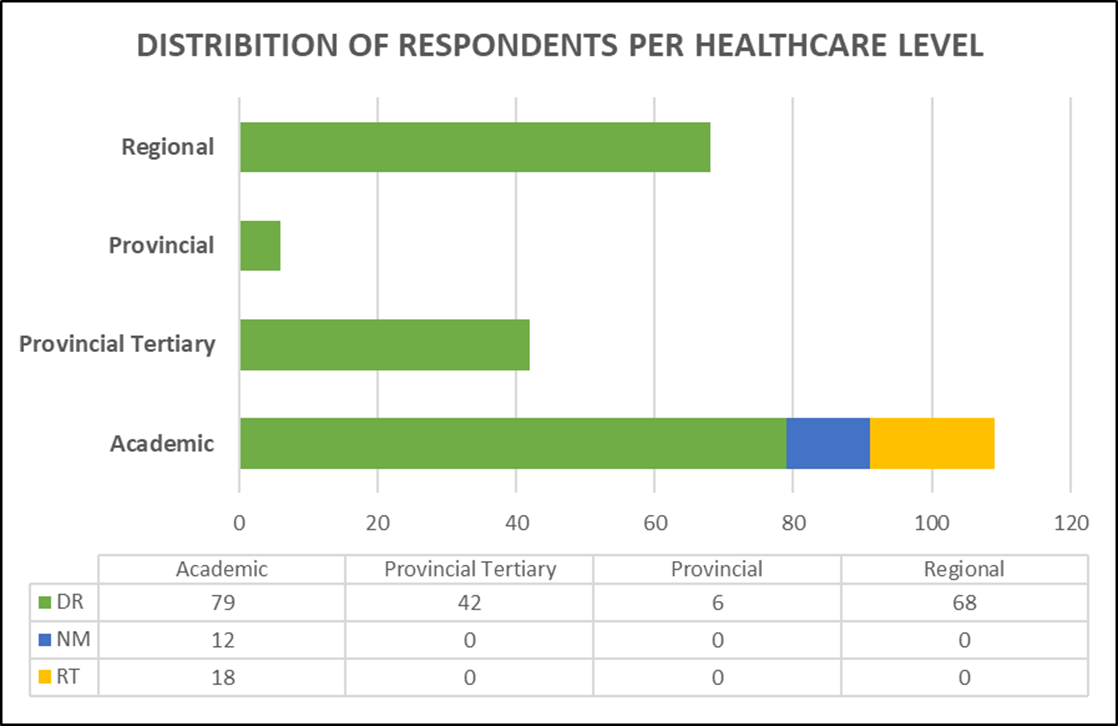 DISTRIBITION OF RESPONDENTS PER HEALTHCARE LEVEL
Regional
Provincial
Provincial Tertiary
Academic
0 20 40 60 80 100 120
Academic Provincial Tertiary Provincial Regional
DR 79 42 6 68
NM 12 0 0 0
RT 18 0 0 0